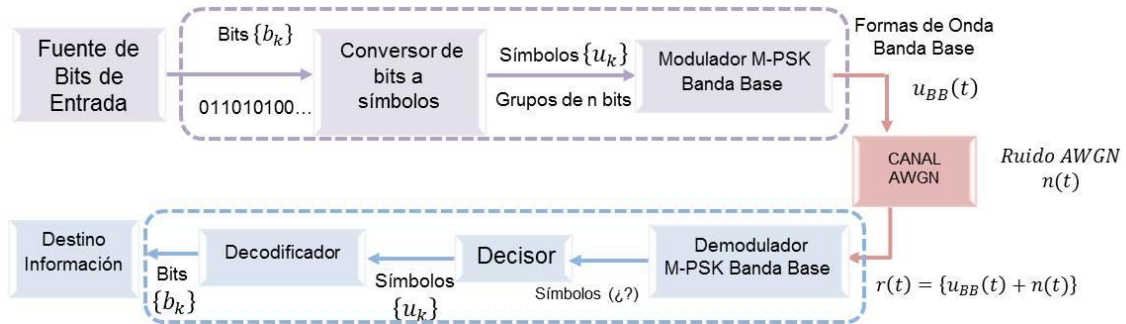 Fuente de
Bits de
Entrada
Bits {b_k}
011010100…
Conversor de
bits a
símbolos
Símbolos {u_k}
Grupos de n bits
Modulador M-PSK
Banda Base
Formas de Onda
Banda Base
u_BB(t)
CANAL
AWGN
Ruido AWGN
n(t)
Destino
Información
Bits
{b_k}
Decodificador
Símbolos
{u_k}
Decisor
Símbolos (¿?)
Demodulador
M-PSK Banda Base
r(t) = {u_BB(t) + n(t)}